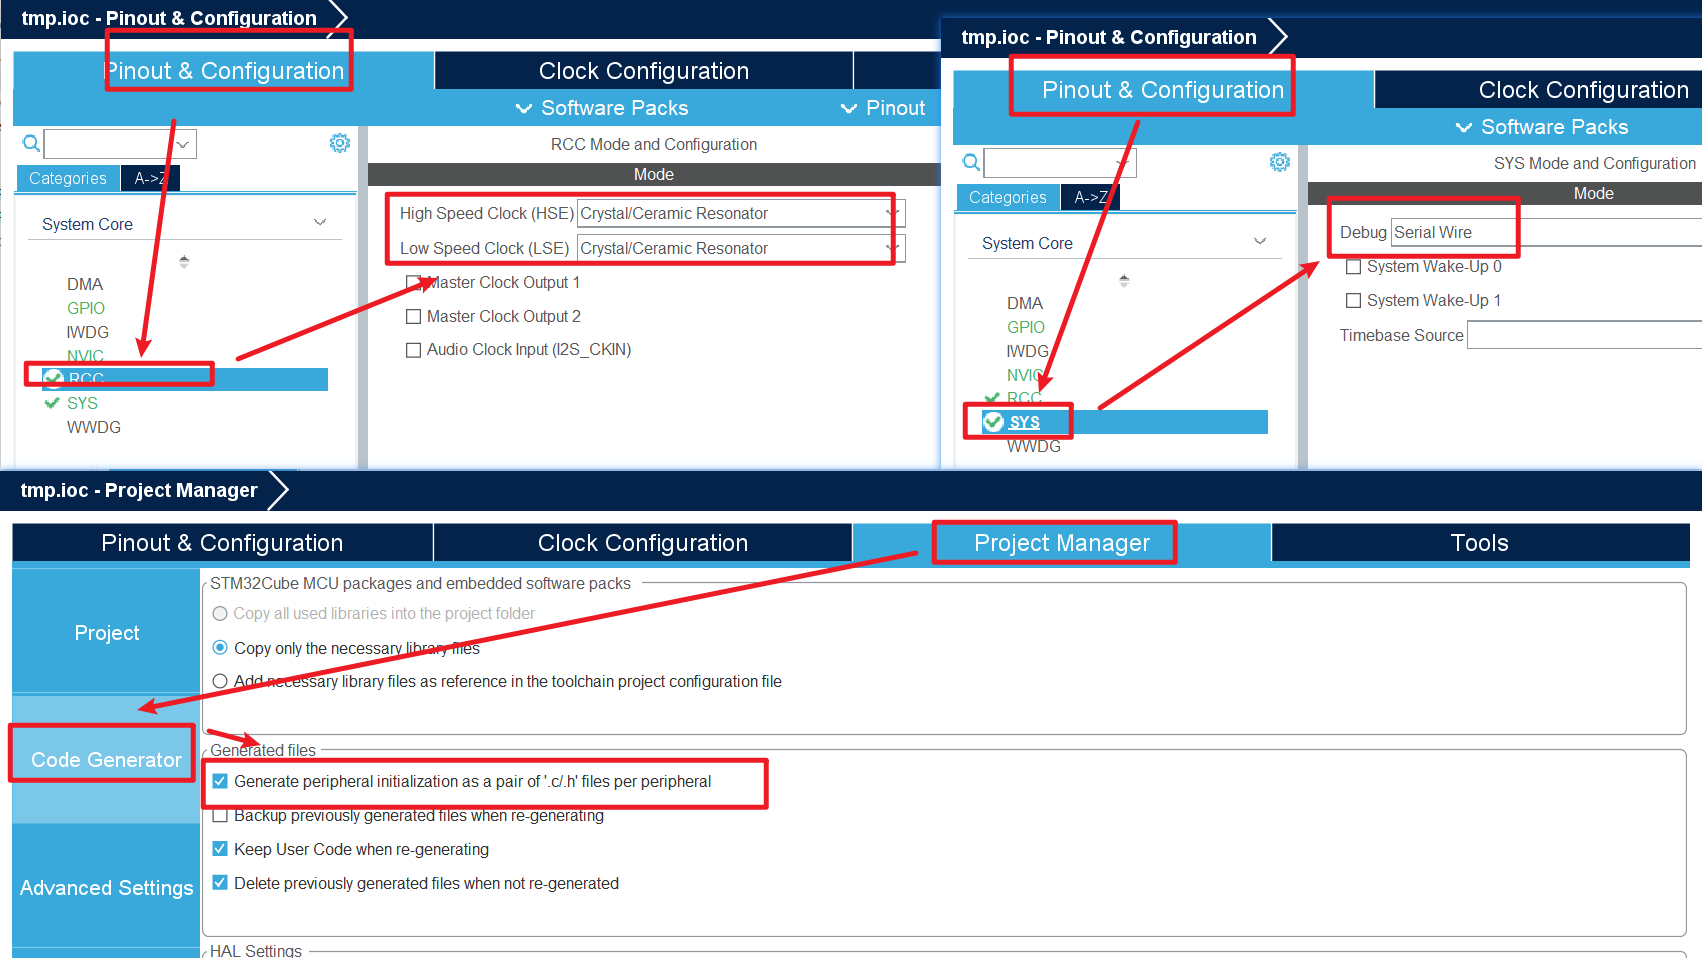 tmp.ioc - Pinout & Configuration
Pinout & Configuration
Clock Configuration
Software Packs
Pinout
RCC Mode and Configuration
Categories
A->Z
Mode
System Core
High Speed Clock (HSE)
Crystal/Ceramic Resonator
Low Speed Clock (LSE)
Crystal/Ceramic Resonator
Master Clock Output 1
Master Clock Output 2
Audio Clock Input (I2S_CKIN)
DMA
GPIO
IWDG
NVIC
RCC
SYS
WWDG
tmp.ioc - Pinout & Configuration
Pinout & Configuration
Clock Configuration
Software Packs
SYS Mode and Configuration
Categories
A->Z
Mode
System Core
Debug
Serial Wire
System Wake-Up 0
System Wake-Up 1
Timebase Source
DMA
GPIO
IWDG
NVIC
RCC
SYS
WWDG
tmp.ioc - Project Manager
Pinout & Configuration
Clock Configuration
Project Manager
Tools
Project
Code Generator
Advanced Settings
STM32Cube MCU packages and embedded software packs
Copy all used libraries into the project folder
Copy only the necessary library files
Add necessary library files as reference in the toolchain project configuration file
Generated files
Generate peripheral initialization as a pair of '.c/.h' files per peripheral
Backup previously generated files when re-generating
Keep User Code when re-generating
Delete previously generated files when not re-generated
HAL Settings